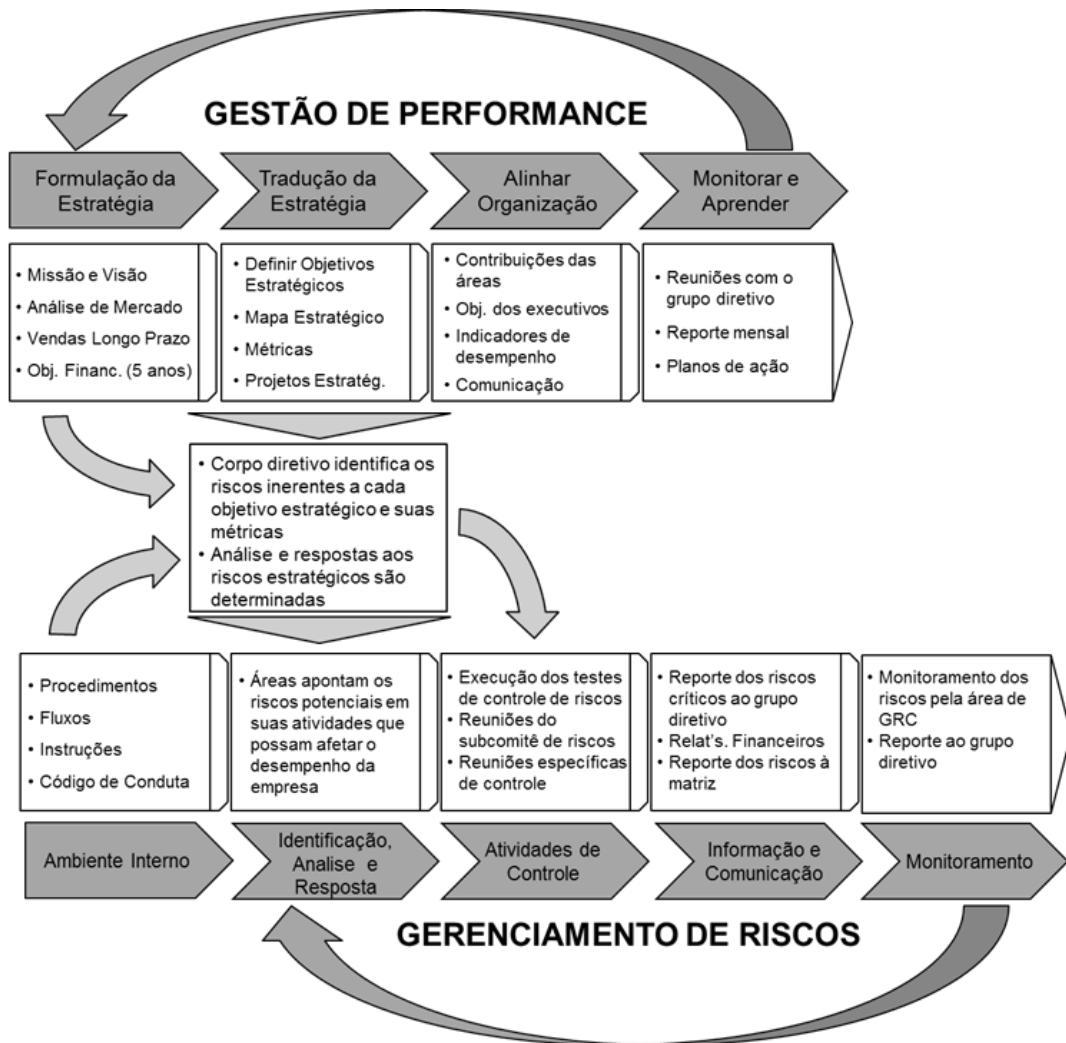 GESTÃO DE PERFORMANCE
Formulação da
Estratégia
Tradução da
Estratégia
Alinhar
Organização
Monitorar e
Aprender
• Missão e Visão
• Análise de Mercado
• Vendas Longo Prazo
• Obj. Financ. (5 anos)
• Definir Objetivos
Estratégicos
• Mapa Estratégico
• Métricas
• Projetos Estratég.
• Contribuições das
áreas
• Obj. dos executivos
• Indicadores de
desempenho
• Comunicação
• Reuniões com o
grupo diretivo
• Reporte mensal
• Planos de ação
• Corpo diretivo identifica os
riscos inerentes a cada
objetivo estratégico e suas
métricas
• Análise e respostas aos
riscos estratégicos são
determinadas
• Procedimentos
• Fluxos
• Instruções
• Código de Conduta
• Áreas apontam os
riscos potenciais em
suas atividades que
possam afetar o
desempenho da
empresa
• Execução dos testes
de controle de riscos
• Reuniões do
subcomitê de riscos
• Reuniões específicas
de controle
• Reporte dos riscos
críticos ao grupo
diretivo
• Relat's. Financeiros
• Reporte dos riscos à
matriz
• Monitoramento dos
riscos pela área de
GRC
• Reporte ao grupo
diretivo
Ambiente Interno
Identificação,
Analise e
Resposta
Atividades de
Controle
Informação e
Comunicação
Monitoramento
GERENCIAMENTO DE RISCOS